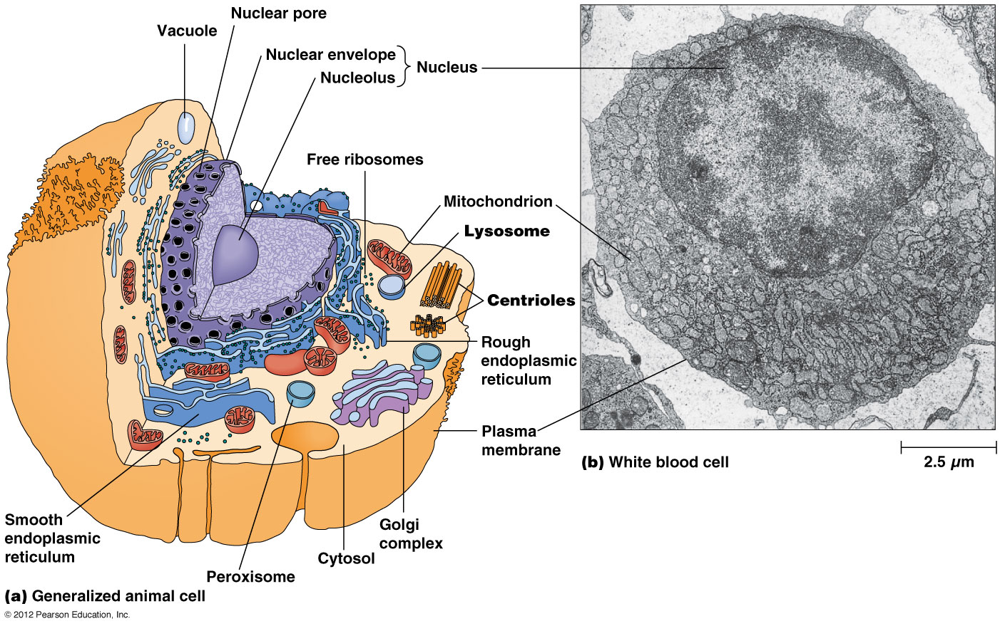 Nuclear pore
Vacuole
Nuclear envelope
Nucleolus
Nucleus
Free ribosomes
Mitochondrion
Lysosome
Centrioles
Rough
endoplasmic
reticulum
Plasma
membrane
Smooth
endoplasmic
reticulum
Golgi
complex
Cytosol
Peroxisome
(a) Generalized animal cell
(b) White blood cell
2.5 µm
© 2012 Pearson Education, Inc.